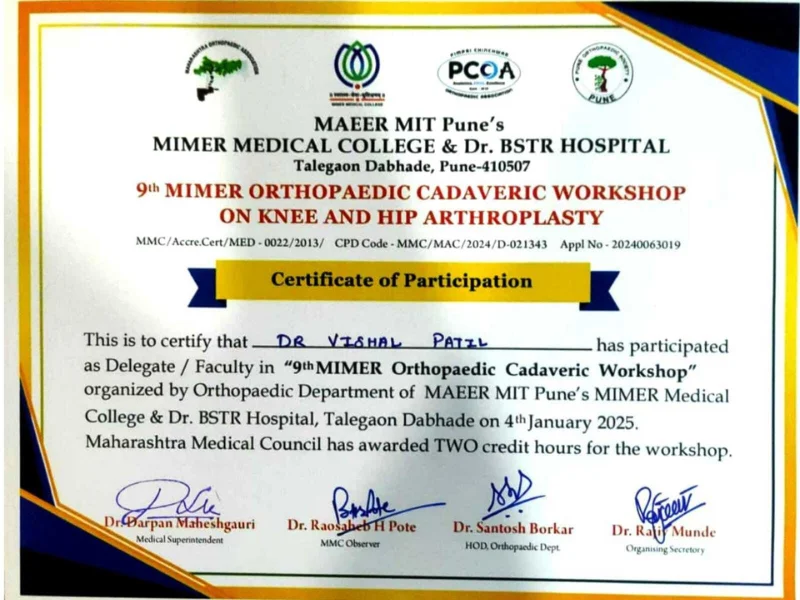 MAHARASHTRA ORTHOPAEDIC ASSOCIATION
MIMER MEDICAL COLLEGE
PIMPRI CHINCHWAD
PCOA
ORTHOPAEDIC ASSOCIATION
PUNE ORTHOPAEDIC SOCIETY
PUNE
MAEER MIT Pune's
MIMER MEDICAL COLLEGE & Dr. BSTR HOSPITAL
Talegaon Dabhade, Pune-410507
9th MIMER ORTHOPAEDIC CADAVERIC WORKSHOP
ON KNEE AND HIP ARTHROPLASTY
MMC/Accre.Cert/MED - 0022/2013/ CPD Code - MMC/MAC/2024/D-021343 Appl No - 20240063019
Certificate of Participation
This is to certify that DR VISHAL PATIL has participated
as Delegate / Faculty in "9th MIMER Orthopaedic Cadaveric Workshop"
organized by Orthopaedic Department of MAEER MIT Pune's MIMER Medical
College & Dr. BSTR Hospital, Talegaon Dabhade on 4th January 2025.
Maharashtra Medical Council has awarded TWO credit hours for the workshop.
Dr. Darpan Maheshgauri Dr. Raosaheb H Pote Dr. Santosh Borkar Dr. Rajiv Munde
Medical Superintendent MMC Observer HOD, Orthopaedic Dept. Organising Secretary